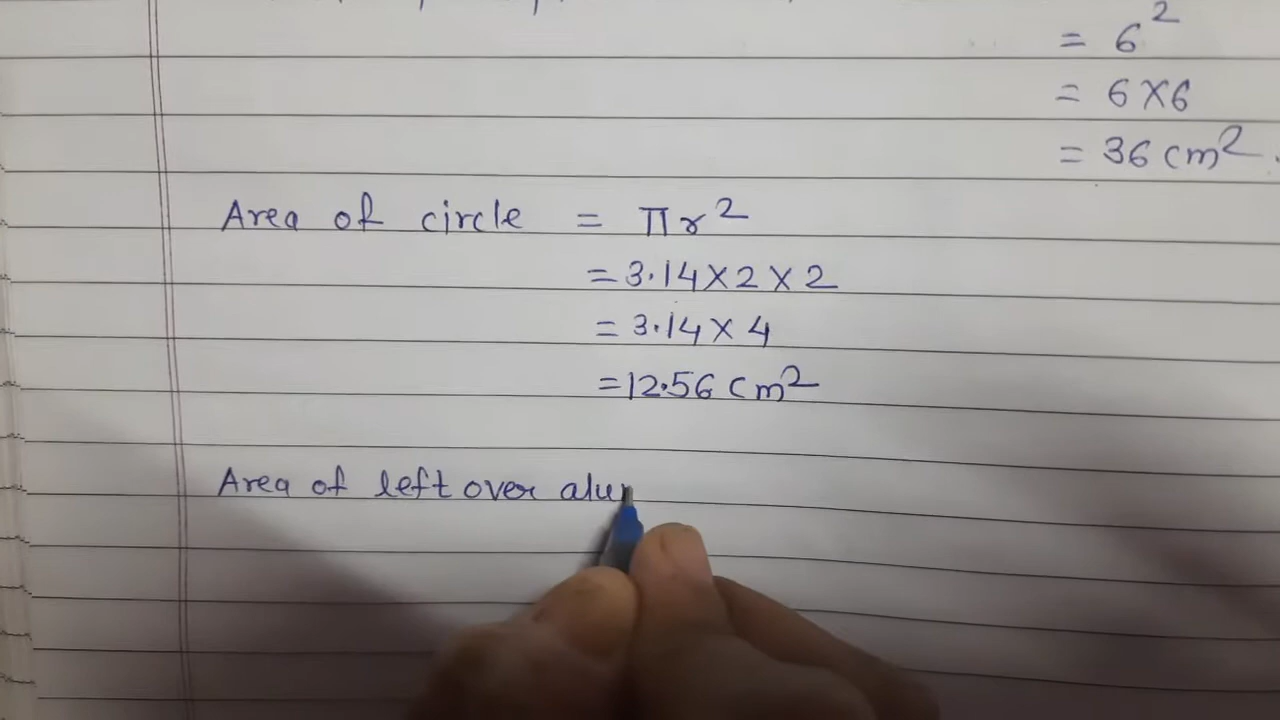 = 6²
= 6×6
= 36 cm².
Area of circle = πr²
= 3.14×2×2
= 3.14×4
= 12.56 cm²
Area of left over alu